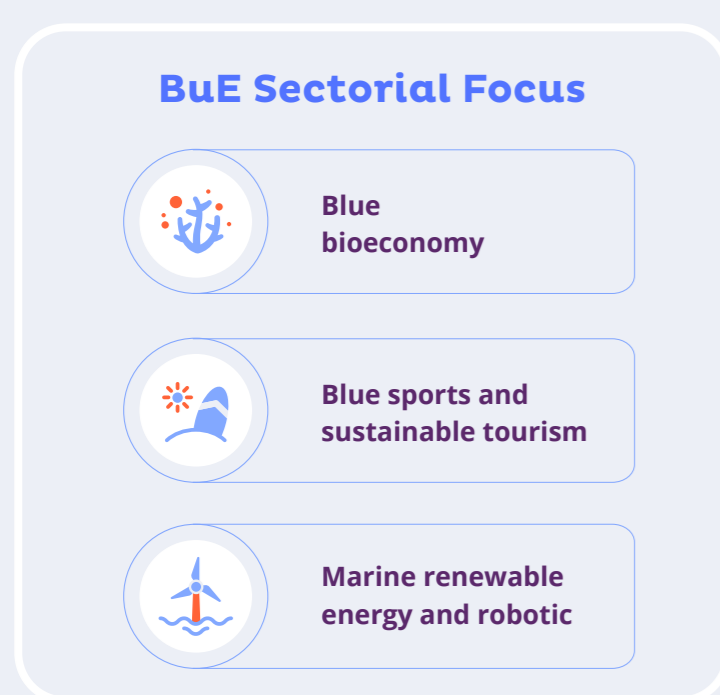 BuE Sectorial Focus
Blue
bioeconomy
Blue sports and
sustainable tourism
Marine renewable
energy and robotic